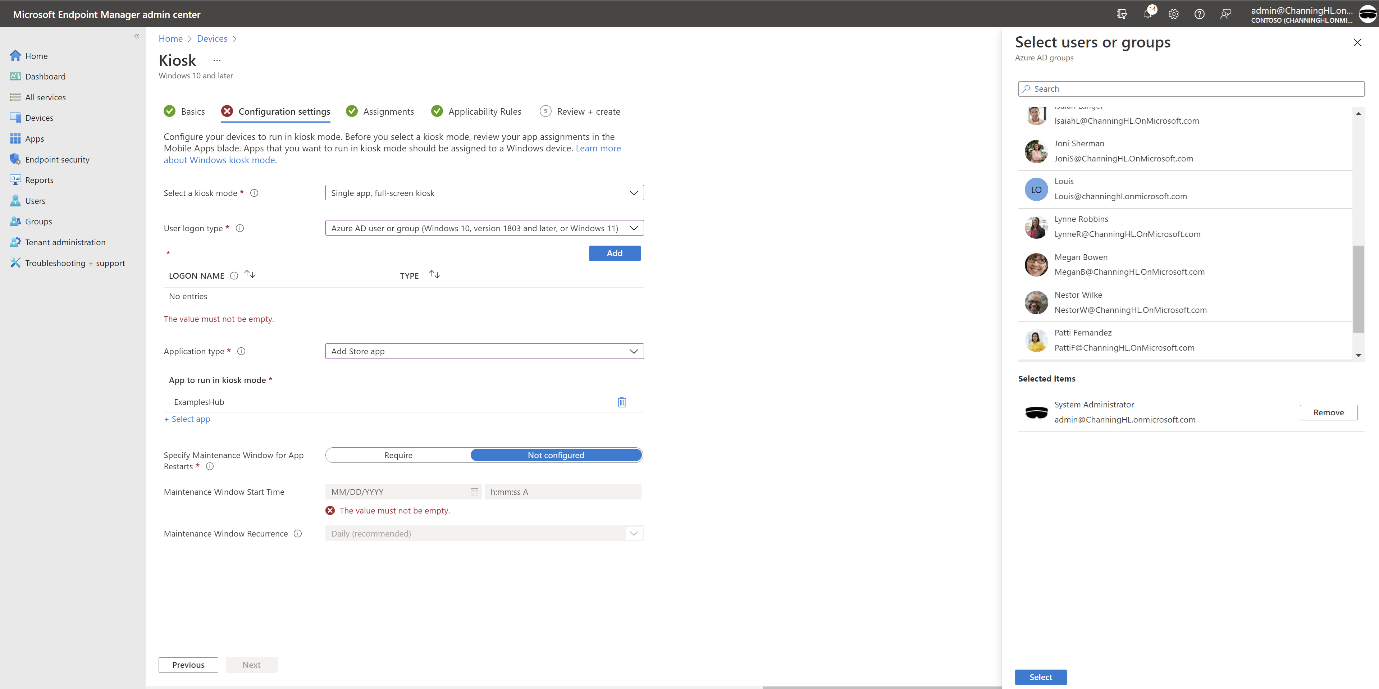 Microsoft Endpoint Manager admin center
admin@ChanningHL.on...
CONTOSO (CHANNINGHL.ONMI...
Home
Dashboard
All services
Devices
Apps
Endpoint security
Reports
Users
Groups
Tenant administration
Troubleshooting + support
Home > Devices >
Kiosk ...
Windows 10 and later
Basics
Configuration settings
Assignments
Applicability Rules
5 Review + create
Configure your devices to run in kiosk mode. Before you select a kiosk mode, review your app assignments in the
Mobile Apps blade. Apps that you want to run in kiosk mode should be assigned to a Windows device. Learn more
about Windows kiosk mode.
Select a kiosk mode *
Single app, full-screen kiosk
User logon type *
Azure AD user or group (Windows 10, version 1803 and later, or Windows 11)
*
Add
LOGON NAME
TYPE
No entries
The value must not be empty.
Application type *
Add Store app
App to run in kiosk mode *
ExamplesHub
+ Select app
Specify Maintenance Window for App
Restarts *
Require
Not configured
Maintenance Window Start Time
MM/DD/YYYY
h:mm:ss A
The value must not be empty.
Maintenance Window Recurrence
Daily (recommended)
Previous
Next
Select users or groups
Azure AD groups
Search
IsaiahL@ChanningHL.OnMicrosoft.com
Joni Sherman
JoniS@ChanningHL.OnMicrosoft.com
LO
Louis
Louis@channinghl.onmicrosoft.com
Lynne Robbins
LynneR@ChanningHL.OnMicrosoft.com
Megan Bowen
MeganB@ChanningHL.OnMicrosoft.com
Nestor Wilke
NestorW@ChanningHL.OnMicrosoft.com
Patti Fernandez
PattiF@ChanningHL.OnMicrosoft.com
Selected items
System Administrator
admin@ChanningHL.onmicrosoft.com
Remove
Select